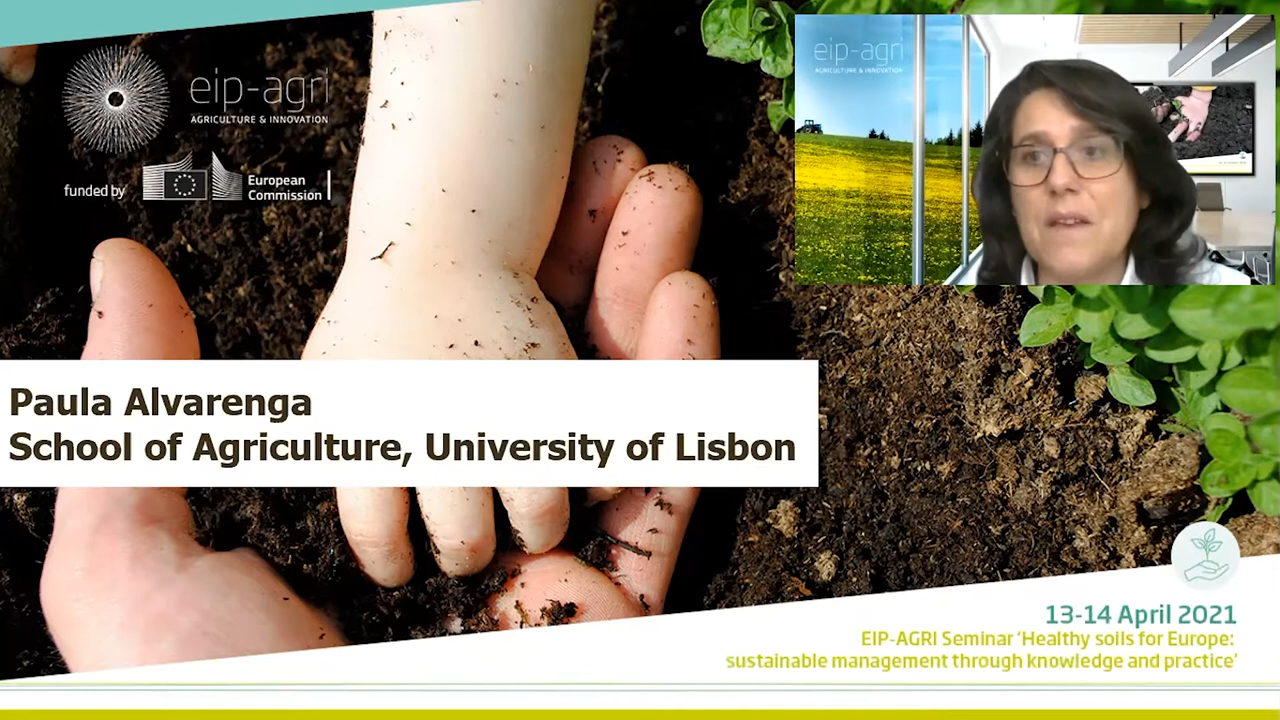 eip-agri
AGRICULTURE & INNOVATION
funded by
European
Commission
eip-agri
AGRICULTURE & INNOVATION
Paula Alvarenga
School of Agriculture, University of Lisbon
13-14 April 2021
EIP-AGRI Seminar 'Healthy soils for Europe:
sustainable management through knowledge and practice'